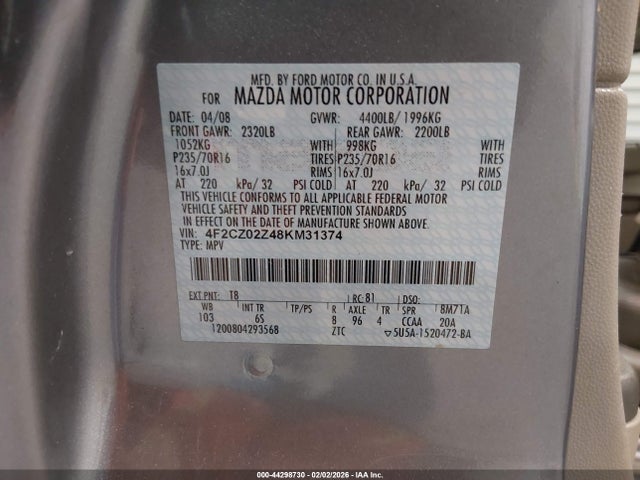 MFD. BY FORD MOTOR CO. IN U.S.A.
FOR MAZDA MOTOR CORPORATION
DATE: 04/08 GVWR: 4400LB/ 1996KG
FRONT GAWR: 2320LB REAR GAWR: 2200LB
1052KG WITH 998KG WITH
P235/70R16 TIRES P235/70R16 TIRES
16x7.0J RIMS 16x7.0J RIMS
AT 220 kPa/ 32 PSI COLD AT 220 kPa/ 32 PSI COLD
THIS VEHICLE CONFORMS TO ALL APPLICABLE FEDERAL MOTOR
VEHICLE SAFETY AND THEFT PREVENTION STANDARDS
IN EFFECT ON THE DATE OF MANUFACTURE SHOWN ABOVE.
VIN: 4F2CZ02Z48KM31374
TYPE: MPV
EXT PNT: T8 RC: 81 DSO:
WB INT TR TP/PS R AXLE TR SPR BM71A
103 6S 8 96 4 CCAA 20A
1200804293568 ZTC ▽5U5A-1520472-BA
000-44298730 - 02/02/2026 - IAA Inc.